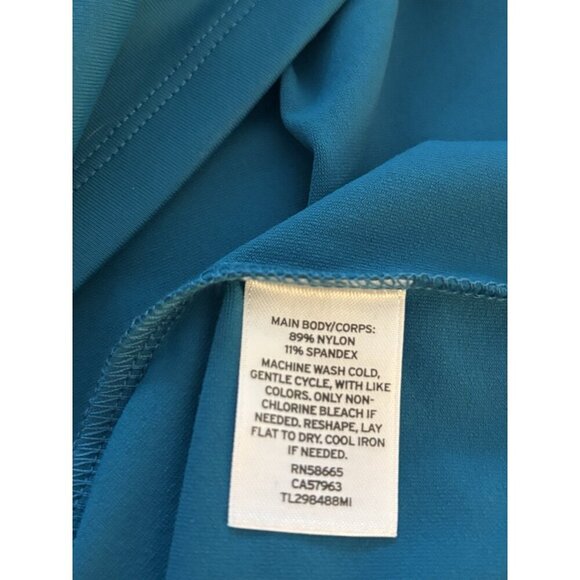 MAIN BODY/CORPS:
89% NYLON
11% SPANDEX
MACHINE WASH COLD,
GENTLE CYCLE, WITH LIKE
COLORS. ONLY NON-
CHLORINE BLEACH IF
NEEDED. RESHAPE, LAY
FLAT TO DRY. COOL IRON
IF NEEDED.
RN58665
CA57963
TL298488MI